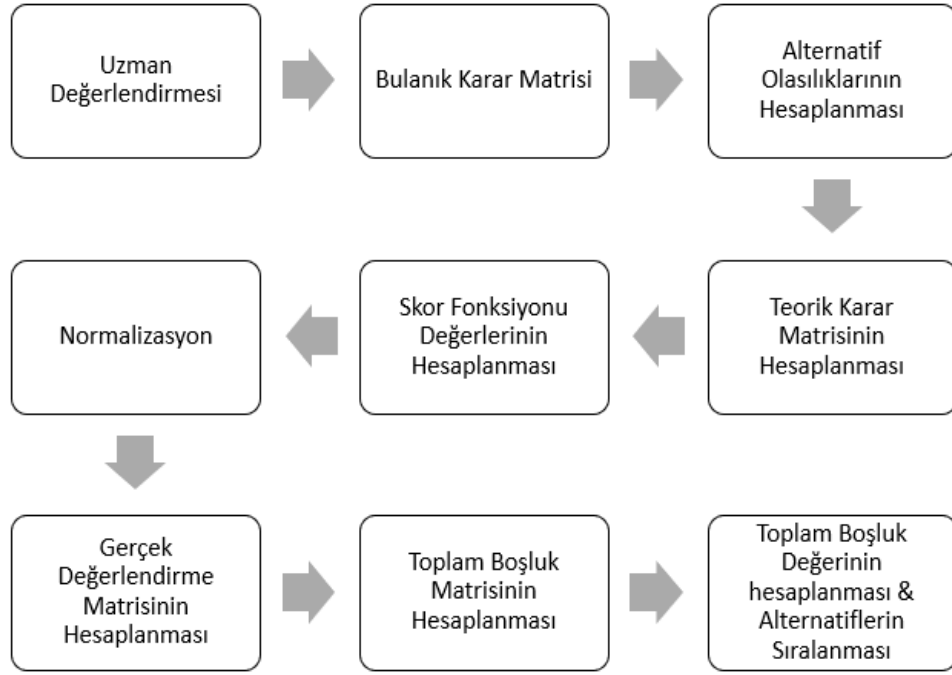 Uzman
Değerlendirmesi
Bulanık Karar Matrisi
Alternatif
Olasılıklarının
Hesaplanması
Teorik Karar
Matrisinin
Hesaplanması
Skor Fonksiyonu
Değerlerinin
Hesaplanması
Normalizasyon
Gerçek
Değerlendirme
Matrisinin
Hesaplanması
Toplam Boşluk
Matrisinin
Hesaplanması
Toplam Boşluk
Değerinin
hesaplanması &
Alternatiflerin
Sıralanması